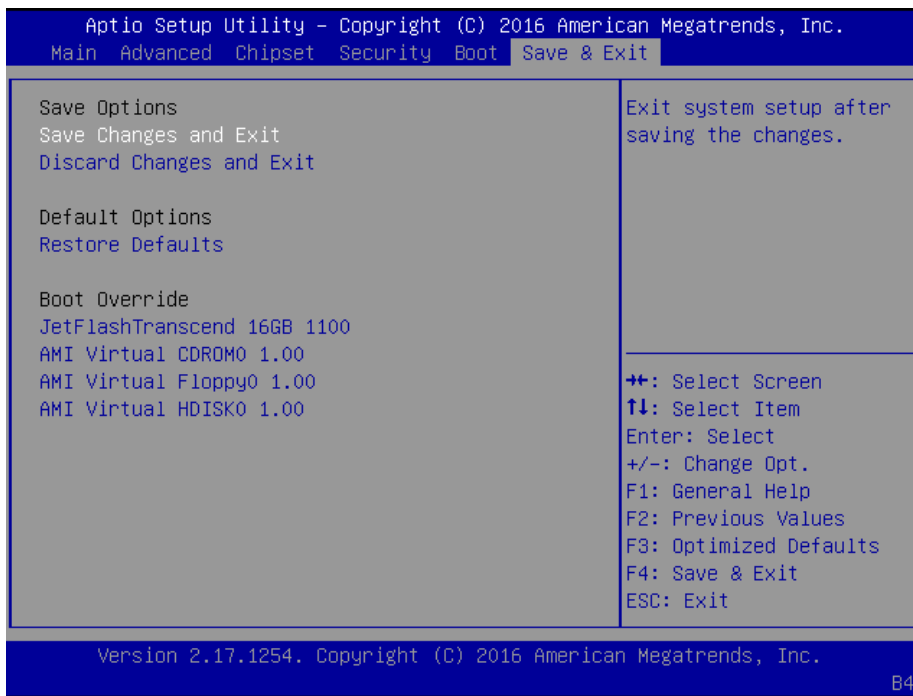 Aptio Setup Utility – Copyright (C) 2016 American Megatrends, Inc.
Main Advanced Chipset Security Boot Save & Exit
Save Options
Save Changes and Exit
Discard Changes and Exit
Default Options
Restore Defaults
Boot Override
JetFlashTranscend 16GB 1100
AMI Virtual CDROM0 1.00
AMI Virtual Floppy0 1.00
AMI Virtual HDISK0 1.00
Exit system setup after
saving the changes.
→←: Select Screen
↑↓: Select Item
Enter: Select
+/-: Change Opt.
F1: General Help
F2: Previous Values
F3: Optimized Defaults
F4: Save & Exit
ESC: Exit
Version 2.17.1254. Copyright (C) 2016 American Megatrends, Inc.
B4